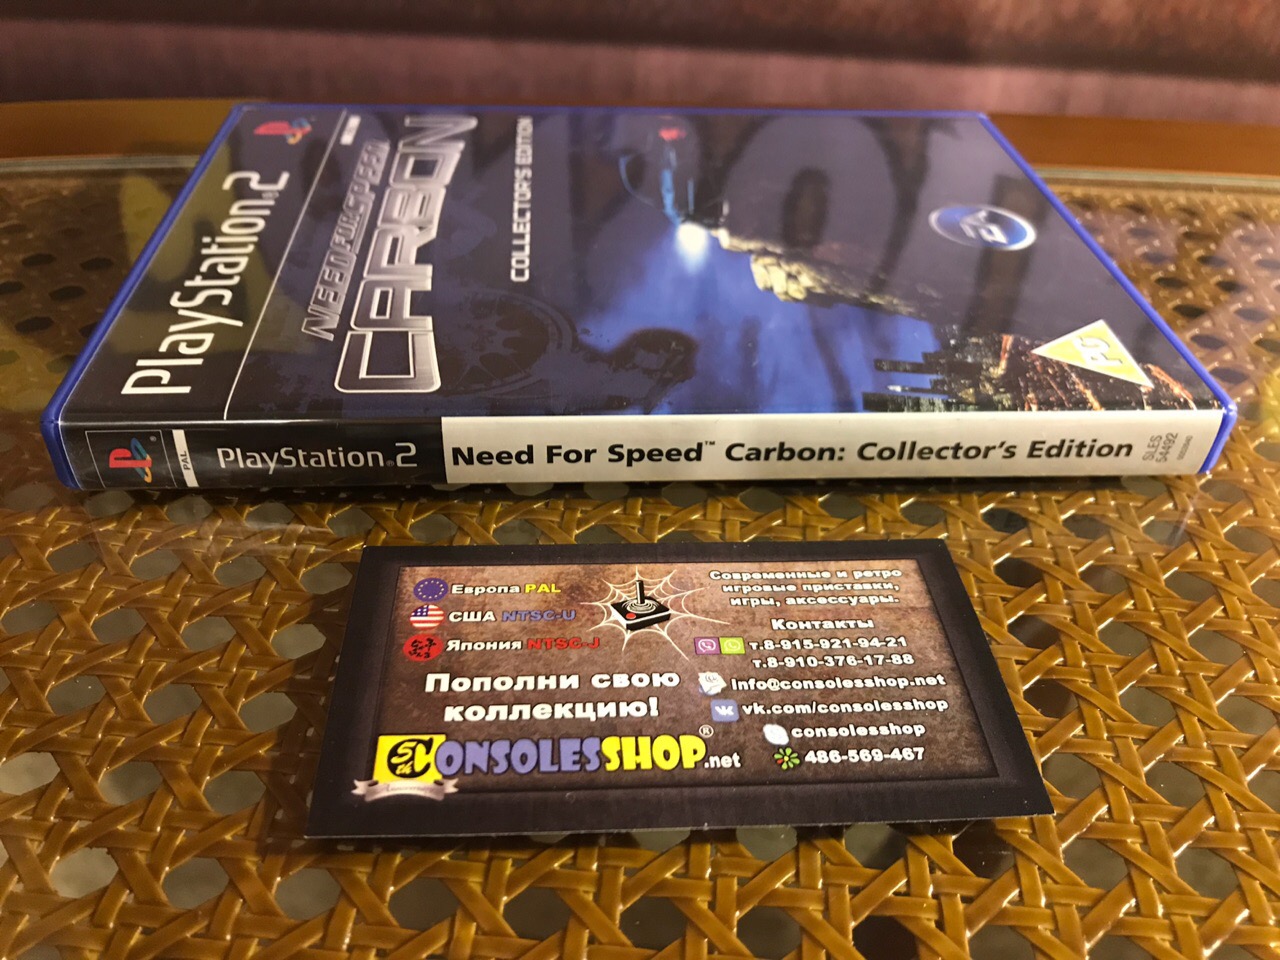 PlayStation®2
NEED FOR SPEED
CARBON
COLLECTOR'S EDITION
EA
PG
PAL
PlayStation®2
Need For Speed™ Carbon: Collector's Edition
SLES
54492
Европа PAL
США NTSC-U
Япония NTSC-J
Пополни свою
коллекцию!
5th
CONSOLESSHOP®.net
Современные и ретро
игровые приставки,
игры, аксессуары.
Контакты
т.8-915-921-94-21
т.8-910-376-17-88
Info@consolesshop.net
vk.com/consolesshop
consolesshop
486-569-467